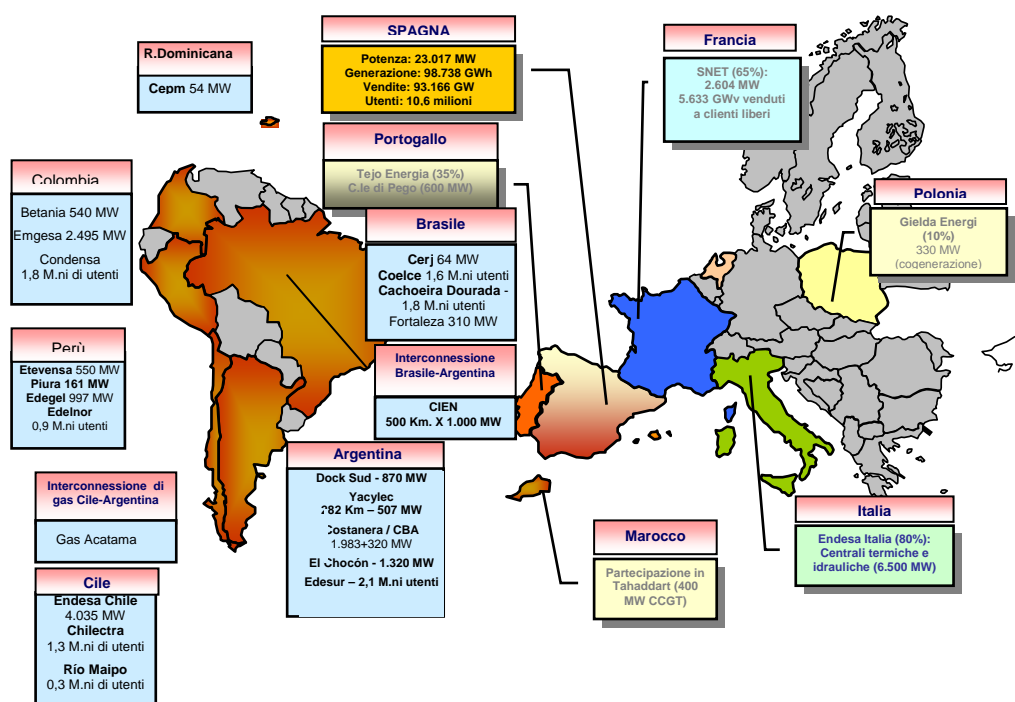 R.Dominicana
Cepm 54 MW
SPAGNA
Potenza: 23.017 MW
Generazione: 98.738 GWh
Vendite: 93.166 GWh
Utenti: 10,6 milioni
Francia
SNET (65%):
2.604 MW
5.633 GWv venduti
a clienti liberi
Portogallo
Tejo Energia (35%)
C.le di Pego (600 MW)
Colombia
Betania 540 MW
Emgesa 2.495 MW
Condensa
1,8 M.ni di utenti
Polonia
Gielda Energi
(10%)
330 MW
(cogenerazione)
Brasile
Cerj 64 MW
Coelce 1,6 M.ni utenti
Cachoeira Dourada -
1,8 M.ni utenti
Fortaleza 310 MW
Perù
Etevensa 550 MW
Piura 161 MW
Edegel 997 MW
Edelnor
0,9 M.ni utenti
Interconnessione
Brasile-Argentina
CIEN
500 Km. X 1.000 MW
Argentina
Dock Sud - 870 MW
Yacylec
282 Km – 507 MW
Costanera / CBA
1.983+320 MW
El Chocón - 1.320 MW
Edesur – 2,1 M.ni utenti
Interconnessione di
gas Cile-Argentina
Gas Acatama
Cile
Endesa Chile
4.035 MW
Chilectra
1,3 M.ni di utenti
Río Maipo
0,3 M.ni di utenti
Marocco
Partecipazione in
Tahaddart (400
MW CCGT)
Italia
Endesa Italia (80%):
Centrali termiche e
idrauliche (6.500 MW)